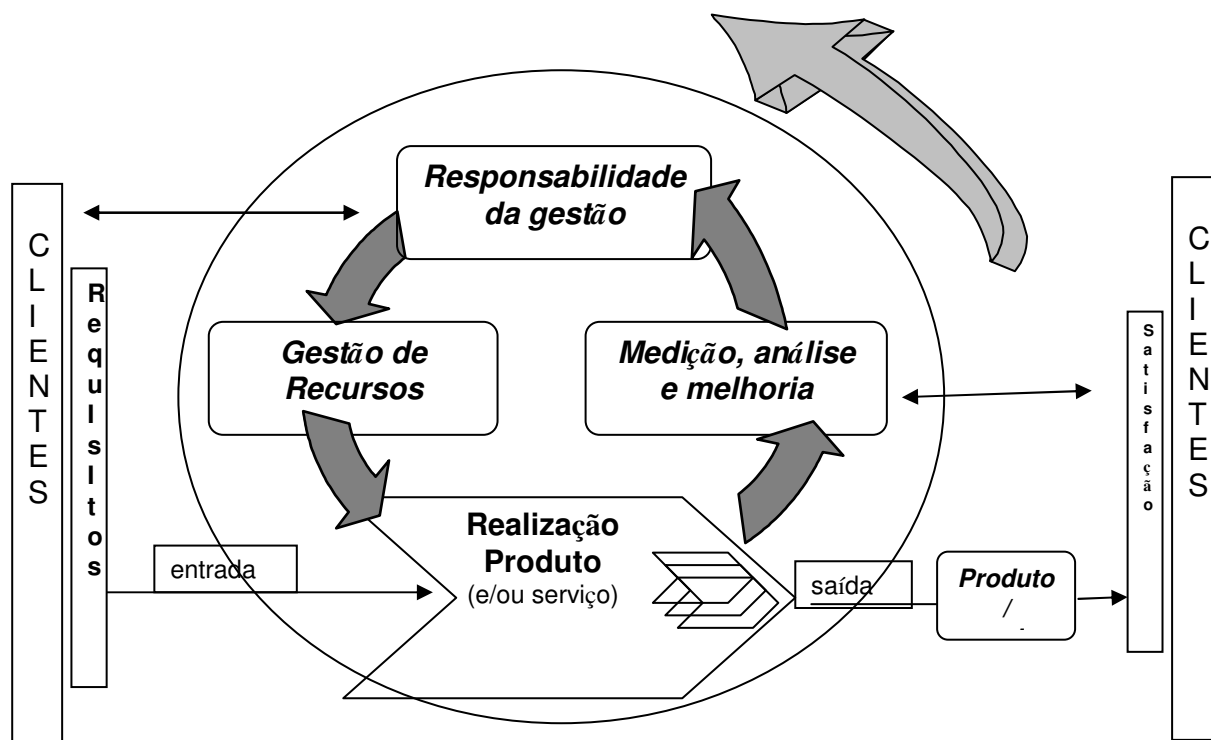 Responsabilidade
da gestão
CLIENTES
RequIsItos
Gestão de
Recursos
Medição, análise
e melhoria
Satisfação
CLIENTES
Realização
Produto
(e/ou serviço)
entrada
saída
Produto
/